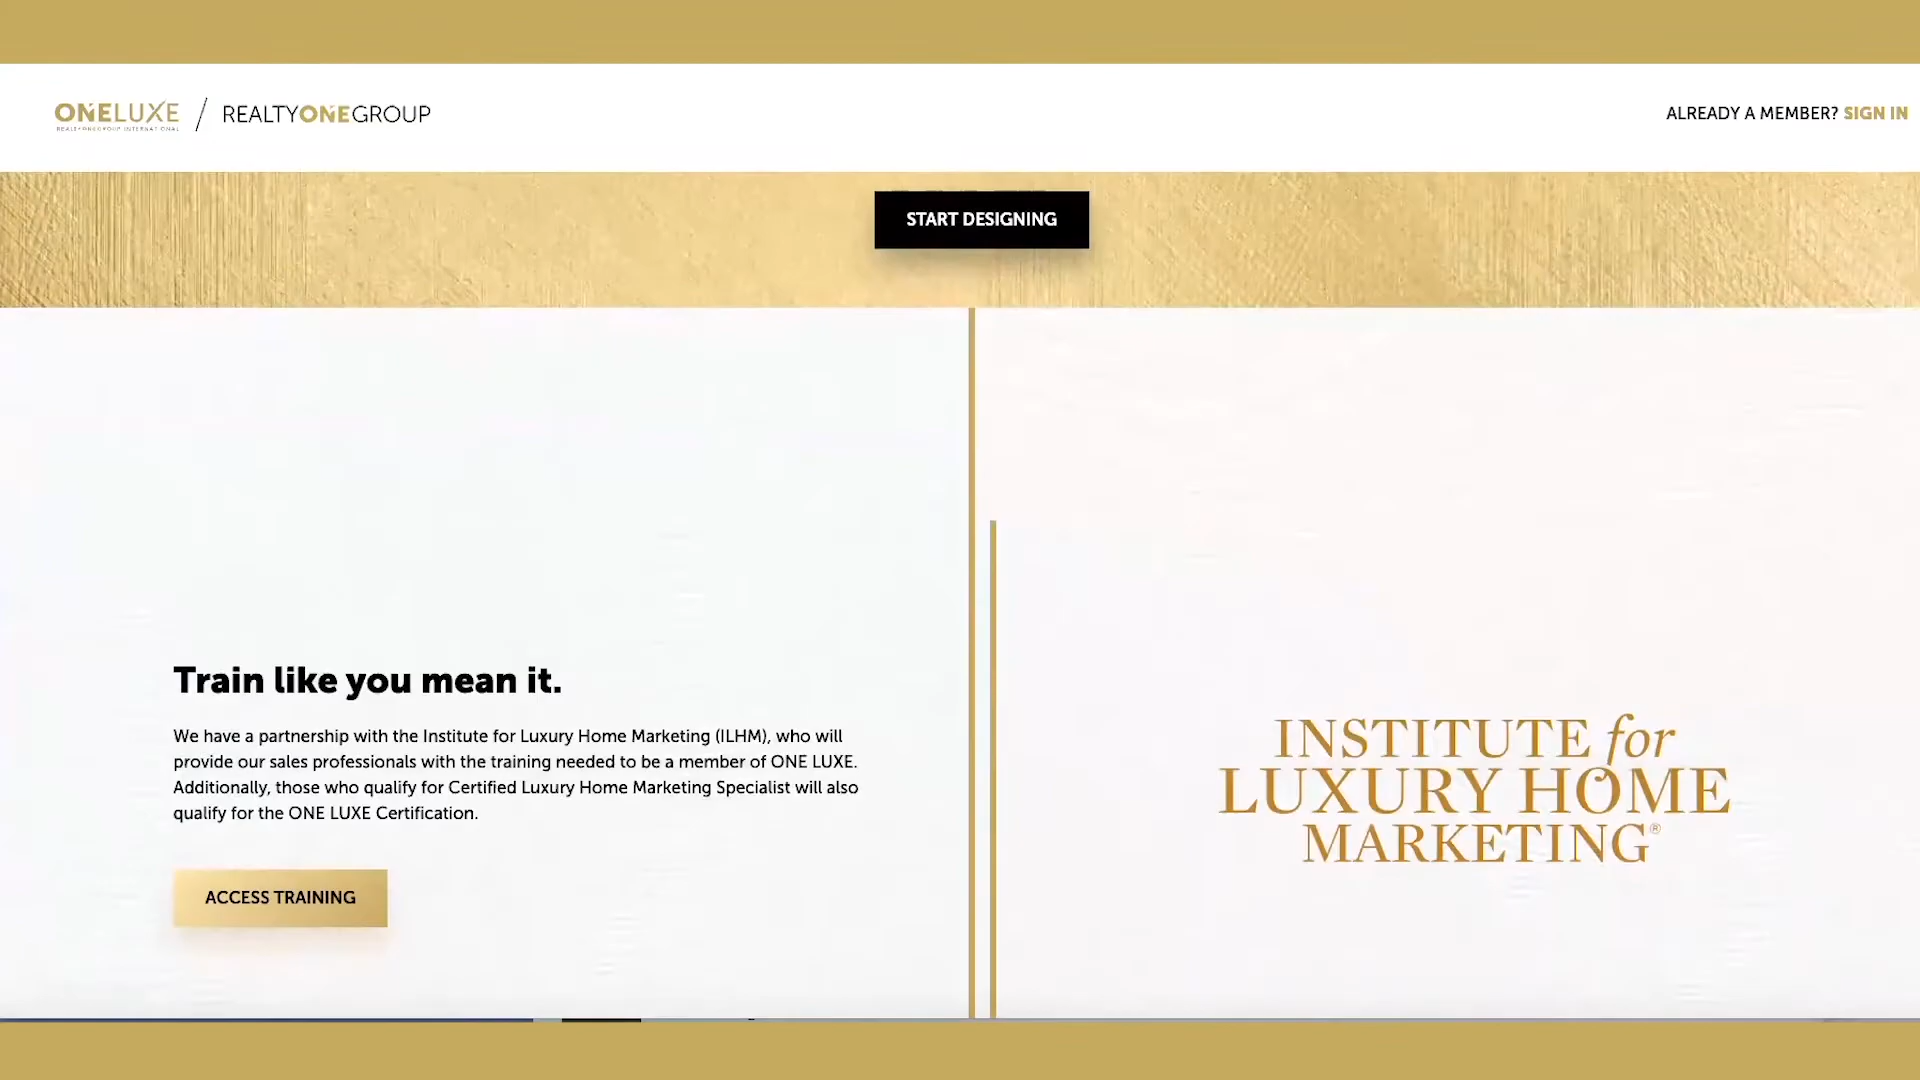 ONELUXE / REALTYONEGROUP
REALTYONEGROUP INTERNATIONAL
ALREADY A MEMBER? SIGN IN
START DESIGNING
Train like you mean it.
We have a partnership with the Institute for Luxury Home Marketing (ILHM), who will
provide our sales professionals with the training needed to be a member of ONE LUXE.
Additionally, those who qualify for Certified Luxury Home Marketing Specialist will also
qualify for the ONE LUXE Certification.
ACCESS TRAINING
INSTITUTE for
LUXURY HOME
MARKETING®